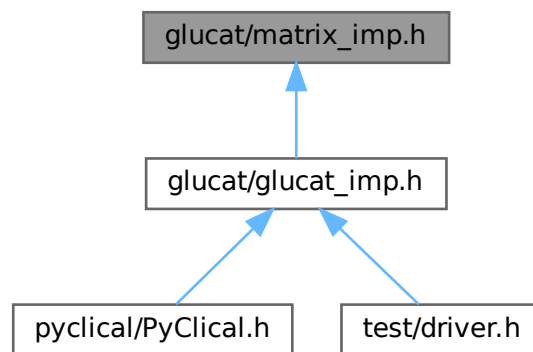 glucat/matrix_imp.h
glucat/glucat_imp.h
pyclical/PyClical.h
test/driver.h